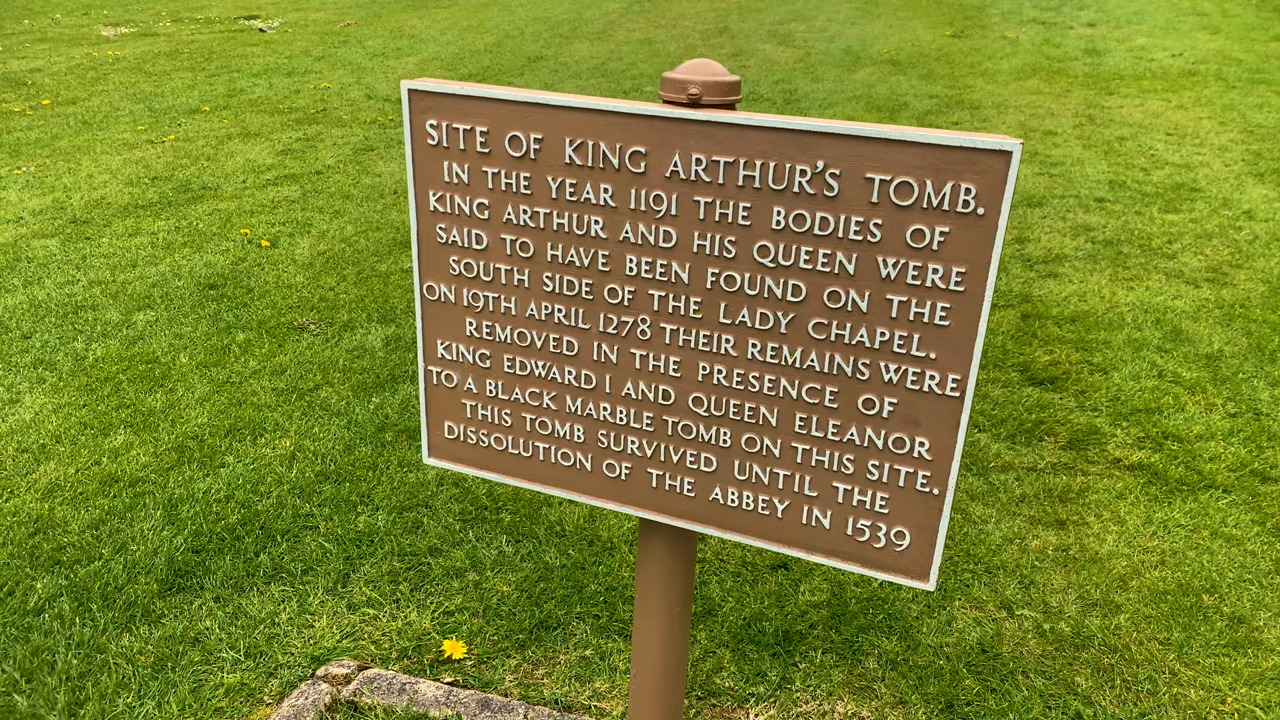 SITE OF KING ARTHUR'S TOMB.
IN THE YEAR 1191 THE BODIES OF
KING ARTHUR AND HIS QUEEN WERE
SAID TO HAVE BEEN FOUND ON THE
SOUTH SIDE OF THE LADY CHAPEL.
ON 19TH APRIL 1278 THEIR REMAINS WERE
REMOVED IN THE PRESENCE OF
KING EDWARD I AND QUEEN ELEANOR
TO A BLACK MARBLE TOMB ON THIS SITE.
THIS TOMB SURVIVED UNTIL THE
DISSOLUTION OF THE ABBEY IN 1539